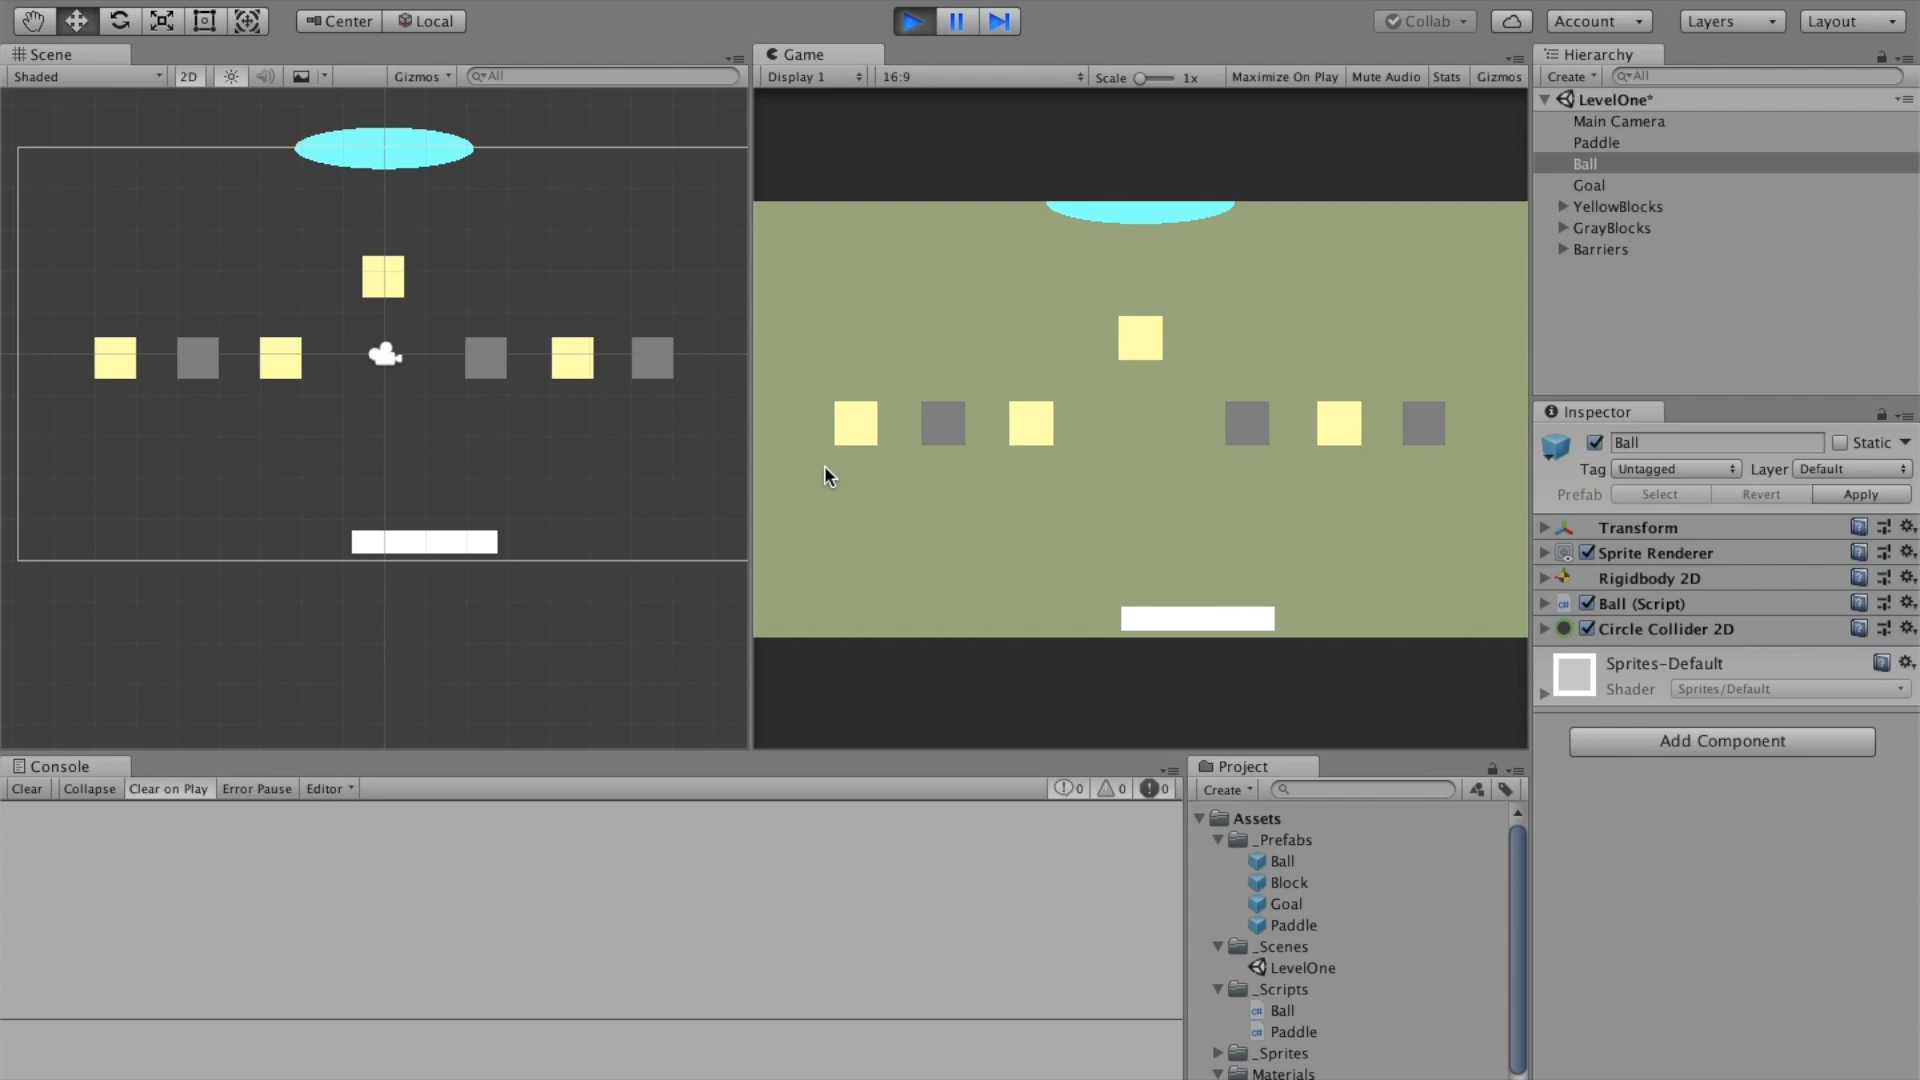 Center Local Collab Account Layers Layout
Scene Game Hierarchy
Shaded 2D Gizmos All Display 1 16:9 Scale 1x Maximize On Play Mute Audio Stats Gizmos Create All
LevelOne*
Main Camera
Paddle
Ball
Goal
YellowBlocks
GrayBlocks
Barriers
Inspector
Ball Static
Tag Untagged Layer Default
Prefab Select Revert Apply
Transform
Sprite Renderer
Rigidbody 2D
Ball (Script)
Circle Collider 2D
Sprites-Default
Shader Sprites/Default
Add Component
Console
Clear Collapse Clear on Play Error Pause Editor 0 0 0
Project
Create
Assets
_Prefabs
Ball
Block
Goal
Paddle
_Scenes
LevelOne
_Scripts
Ball
Paddle
_Sprites
Materials